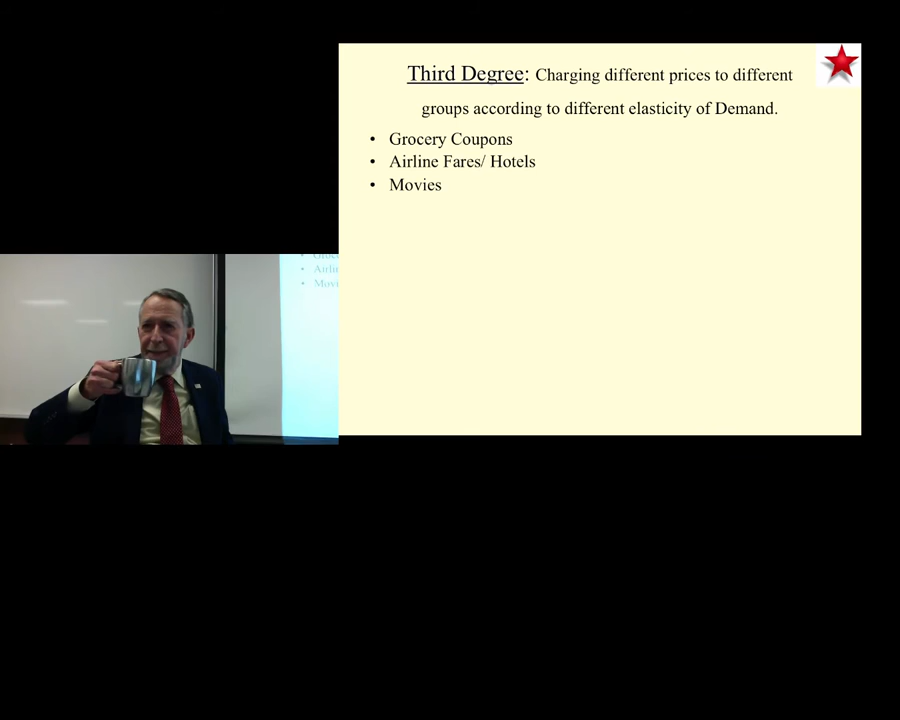 Third Degree: Charging different prices to different
groups according to different elasticity of Demand.
• Grocery Coupons
• Airline Fares/ Hotels
• Movies